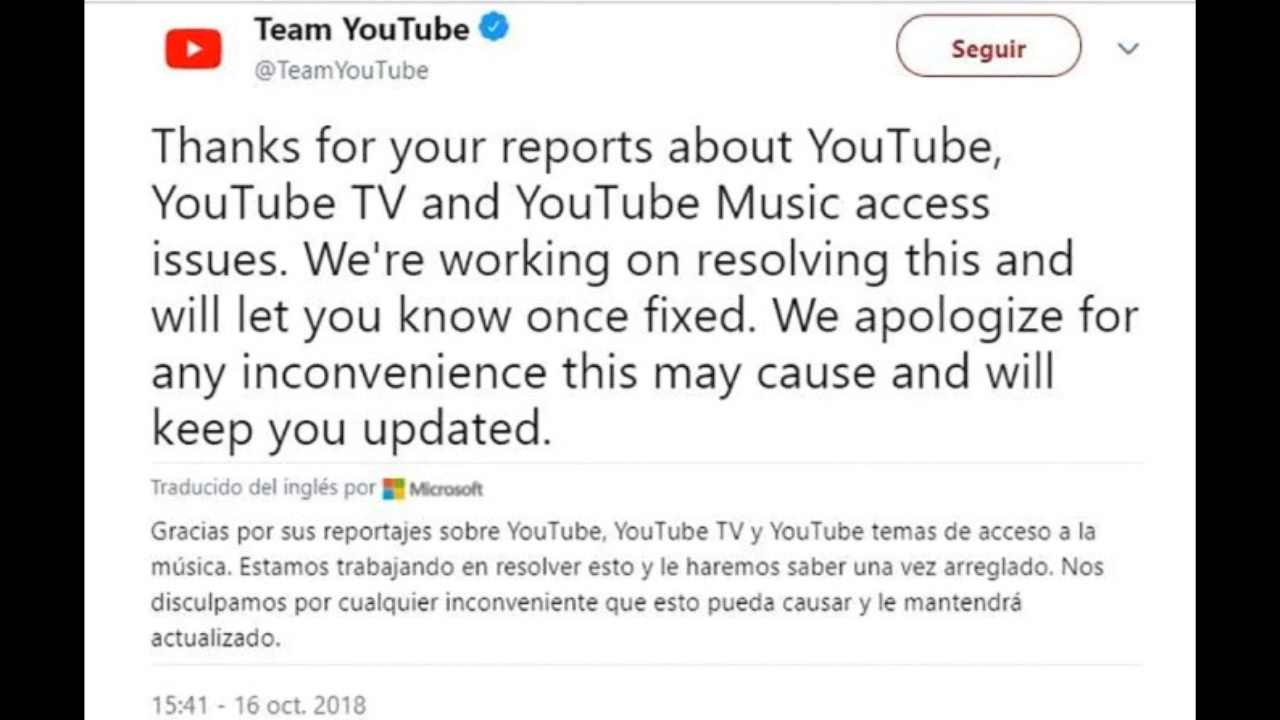 Team YouTube
@TeamYouTube
Seguir
Thanks for your reports about YouTube,
YouTube TV and YouTube Music access
issues. We're working on resolving this and
will let you know once fixed. We apologize for
any inconvenience this may cause and will
keep you updated.
Traducido del inglés por Microsoft
Gracias por sus reportajes sobre YouTube, YouTube TV y YouTube temas de acceso a la
música. Estamos trabajando en resolver esto y le haremos saber una vez arreglado. Nos
disculpamos por cualquier inconveniente que esto pueda causar y le mantendrá
actualizado.
15:41 - 16 oct. 2018